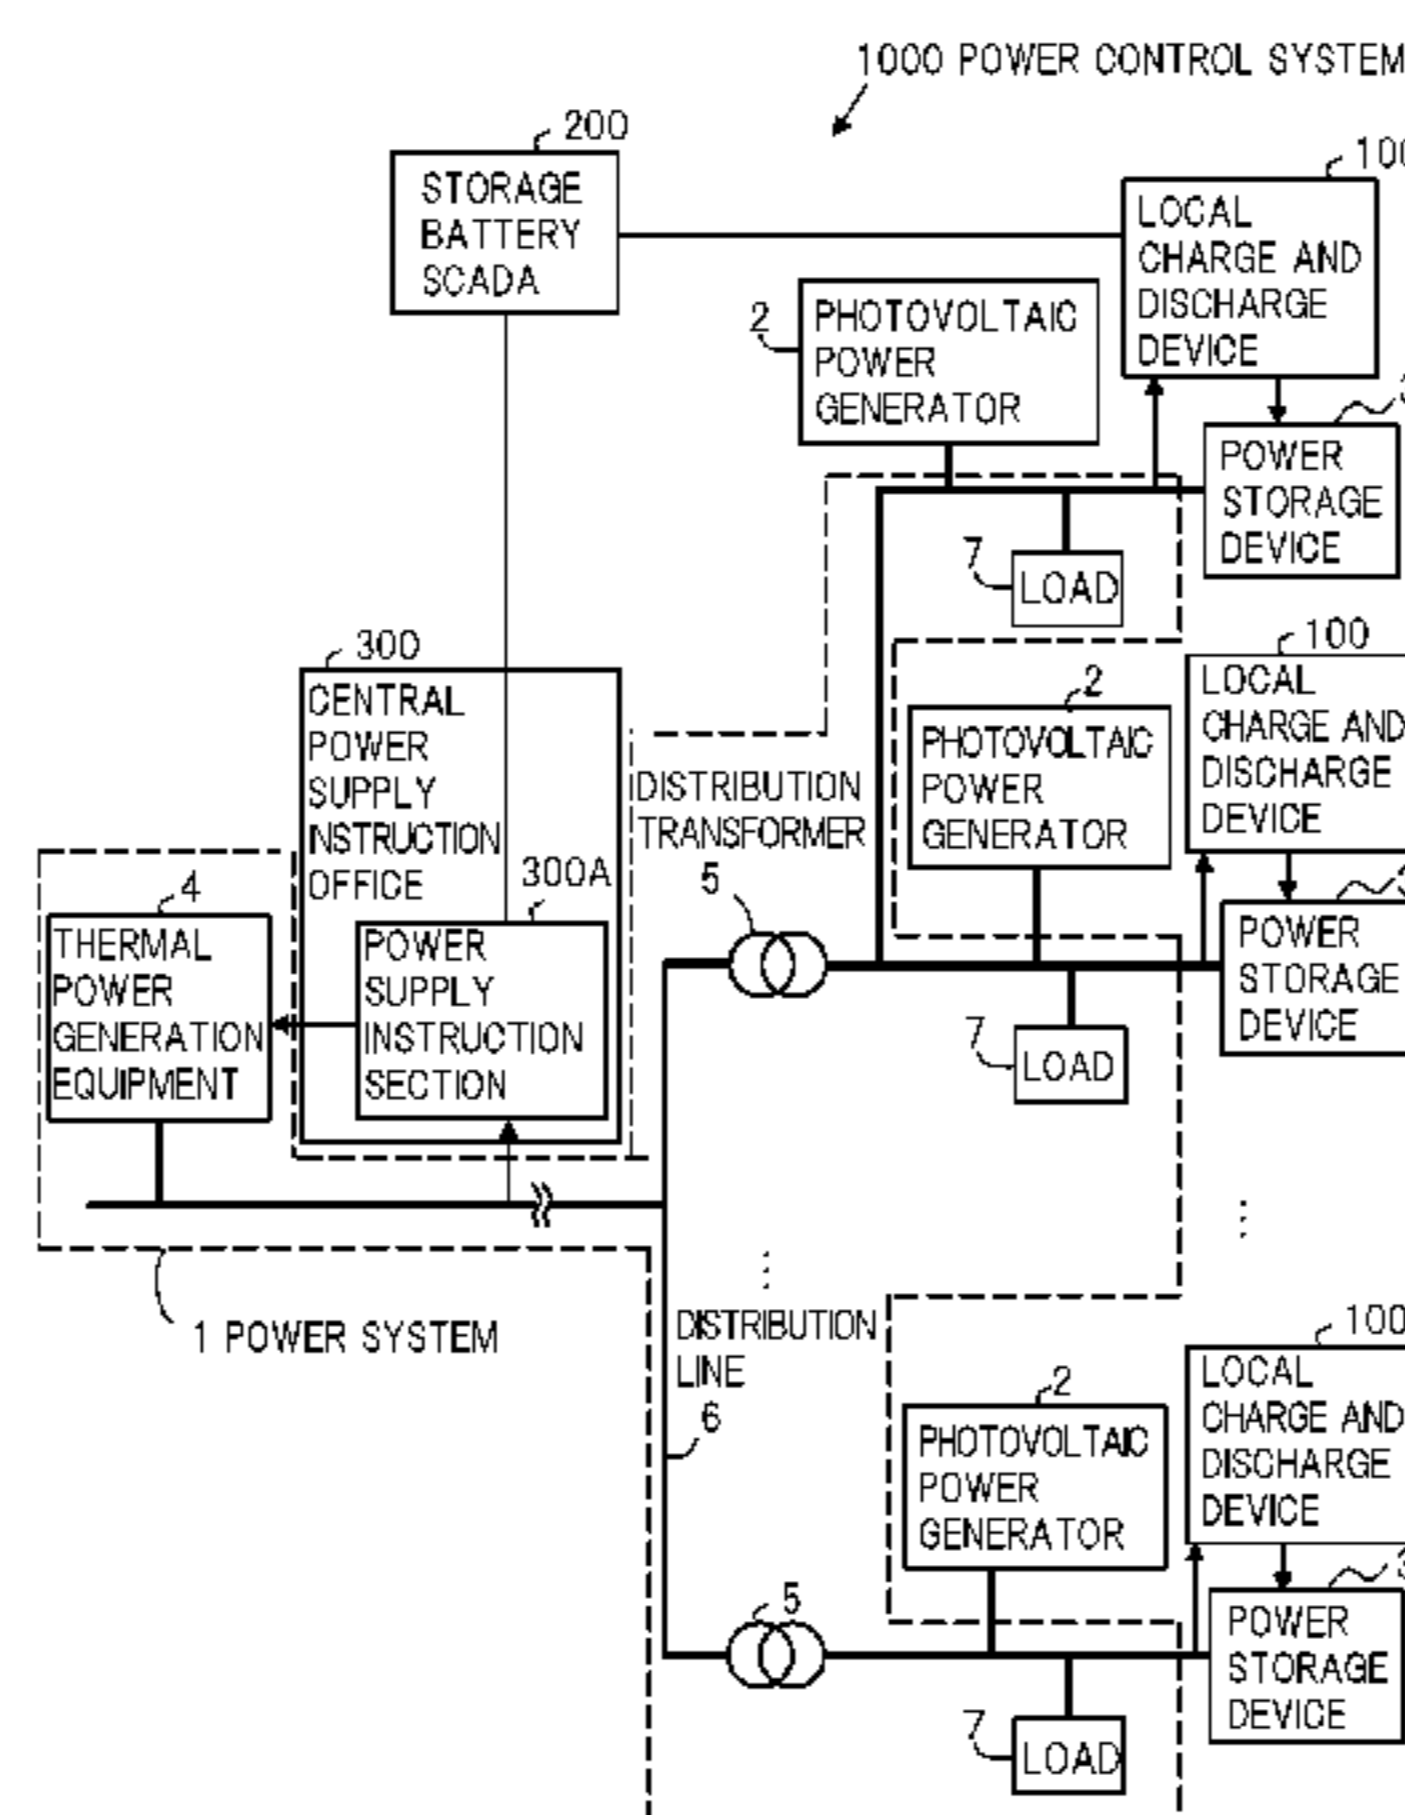 1000 POWER CONTROL SYSTEM
200
STORAGE
BATTERY
SCADA
100
LOCAL
CHARGE AND
DISCHARGE
DEVICE
2
PHOTOVOLTAIC
POWER
GENERATOR
3
POWER
STORAGE
DEVICE
7
LOAD
300
CENTRAL
POWER
SUPPLY
INSTRUCTION
OFFICE
300A
POWER
SUPPLY
INSTRUCTION
SECTION
4
THERMAL
POWER
GENERATION
EQUIPMENT
DISTRIBUTION
TRANSFORMER
5
100
LOCAL
CHARGE AND
DISCHARGE
DEVICE
2
PHOTOVOLTAIC
POWER
GENERATOR
3
POWER
STORAGE
DEVICE
7
LOAD
1 POWER SYSTEM
DISTRIBUTION
LINE
6
100
LOCAL
CHARGE AND
DISCHARGE
DEVICE
2
PHOTOVOLTAIC
POWER
GENERATOR
3
POWER
STORAGE
DEVICE
5
7
LOAD